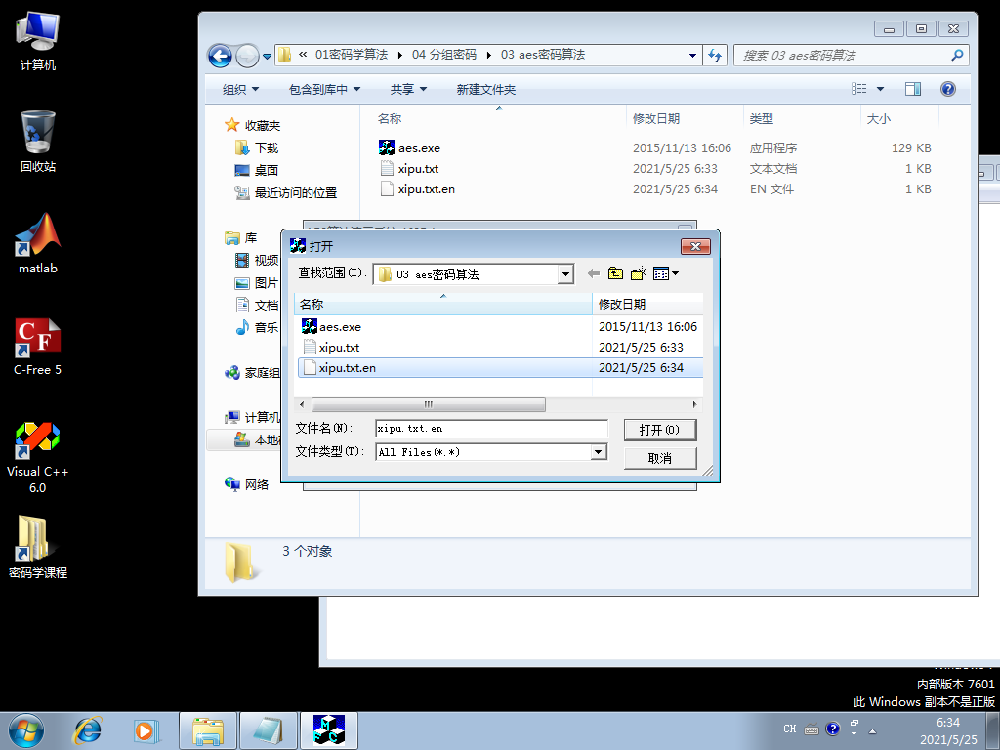 计算机
回收站
matlab
C-Free 5
Visual C++
6.0
密码学课程
« 01密码学算法 04 分组密码 03 aes密码算法
搜索 03 aes密码算法
组织 包含到库中 共享 新建文件夹
名称 修改日期 类型 大小
aes.exe 2015/11/13 16:06 应用程序 129 KB
xipu.txt 2021/5/25 6:33 文本文档 1 KB
xipu.txt.en 2021/5/25 6:34 EN 文件 1 KB
收藏夹
下载
桌面
最近访问的位置
库
视频
图片
文档
音乐
家庭组
计算机
本地
网络
3 个对象
打开
查找范围(I):
03 aes密码算法
名称 修改日期
aes.exe 2015/11/13 16:06
xipu.txt 2021/5/25 6:33
xipu.txt.en 2021/5/25 6:34
文件名(N):
xipu.txt.en
打开(O)
文件类型(T):
All Files(*.*)
取消
内部版本 7601
此 Windows 副本不是正版
CH
6:34
2021/5/25